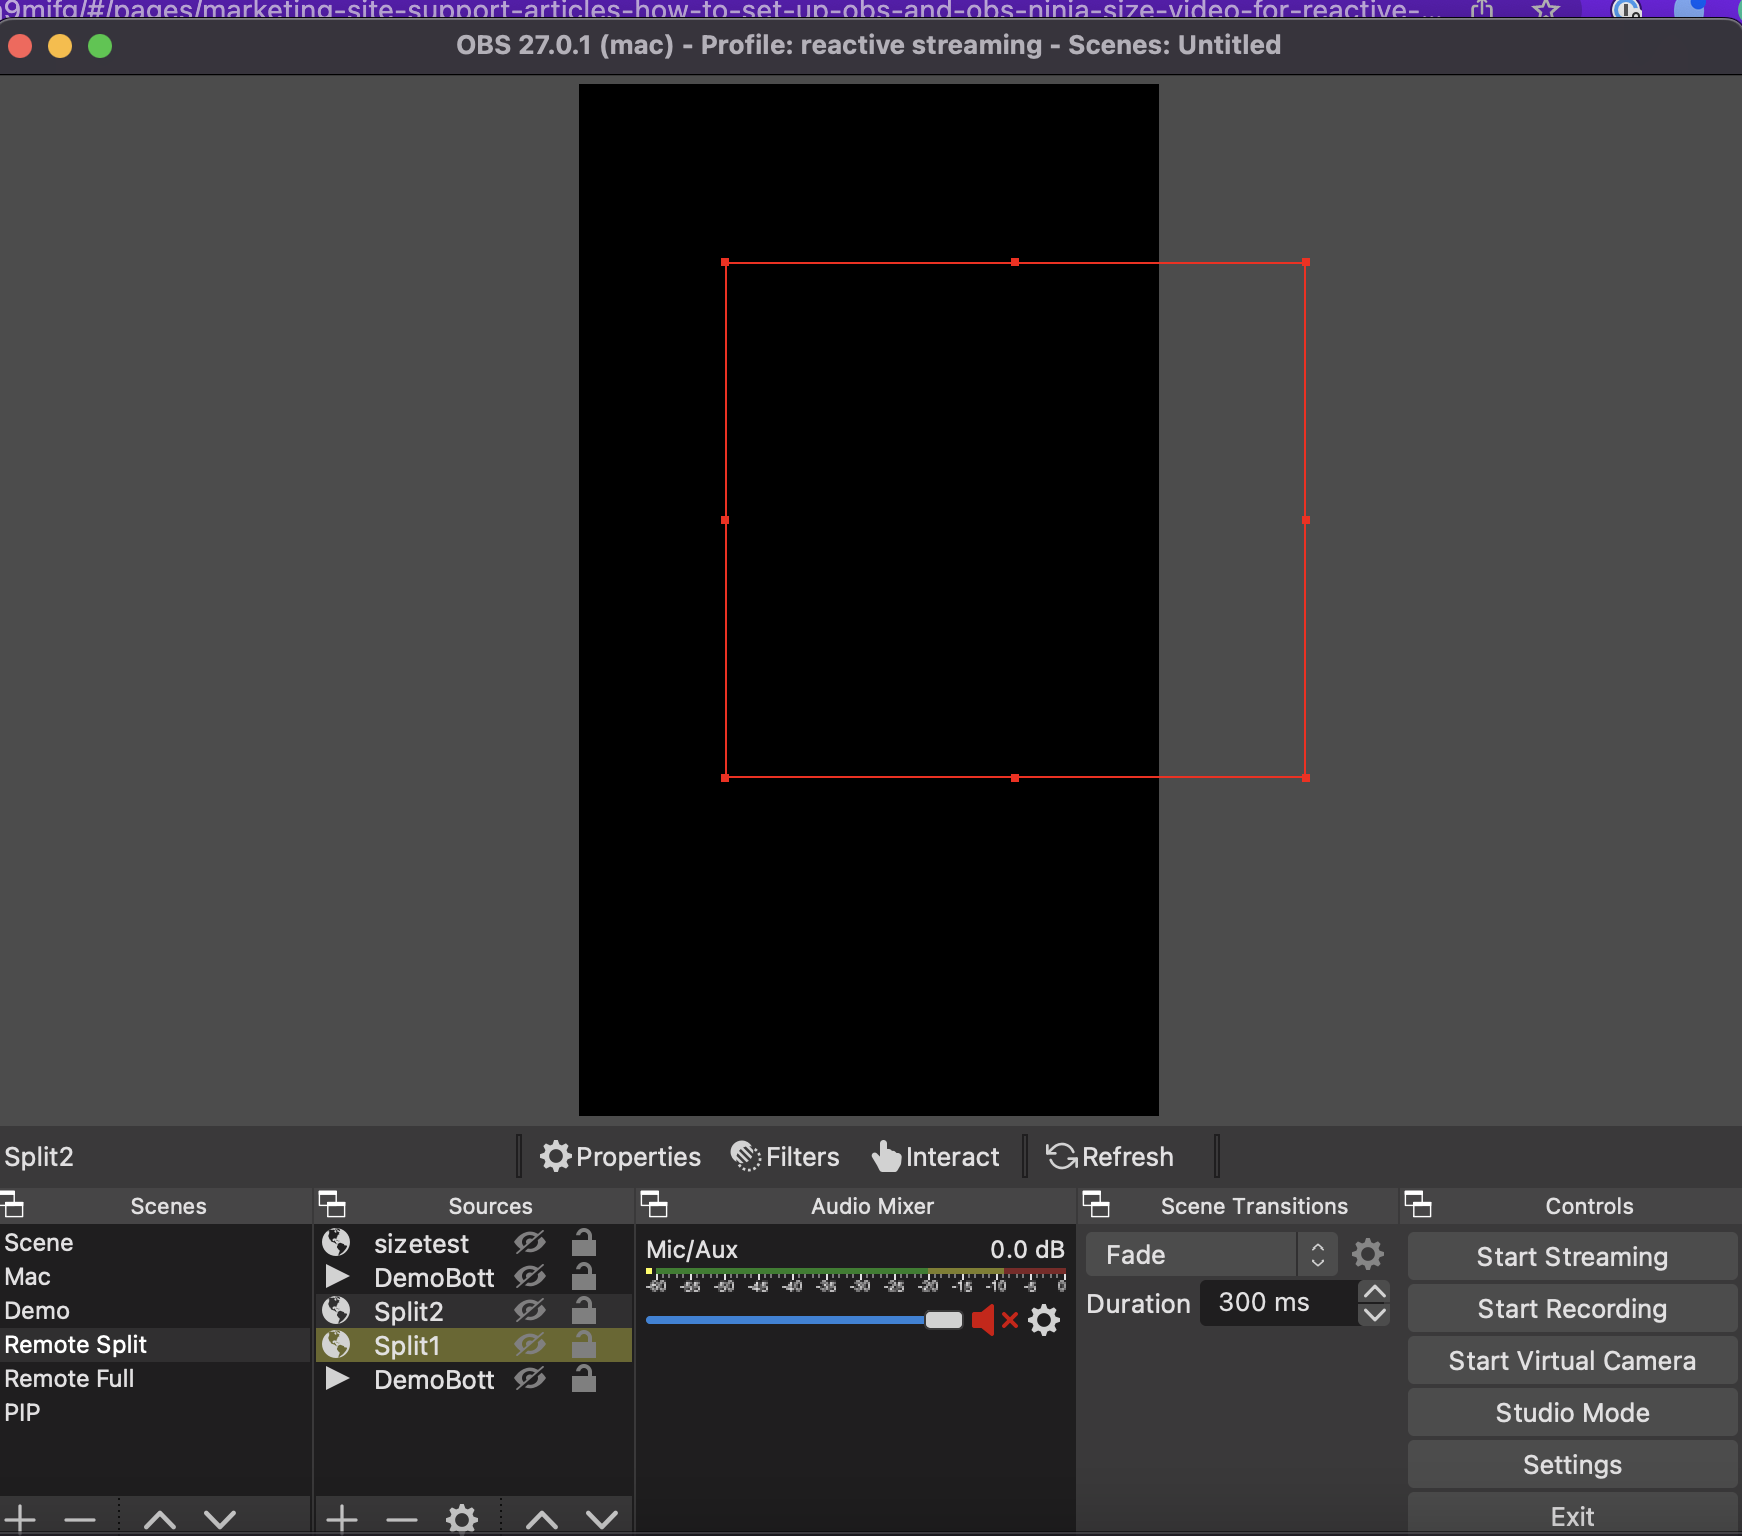 9mifg/#/pages/marketing-site-support-articles-how-to-set-up-obs-and-obs-ninja-size-video-for-reactive-...
OBS 27.0.1 (mac) - Profile: reactive streaming - Scenes: Untitled
Split2
Properties
Filters
Interact
Refresh
Scenes
Scene
Mac
Demo
Remote Split
Remote Full
PIP
Sources
sizetest
DemoBott
Split2
Split1
DemoBott
Audio Mixer
Mic/Aux 0.0 dB
-60 -55 -50 -45 -40 -35 -30 -25 -20 -15 -10 -5 0
Scene Transitions
Fade
Duration 300 ms
Controls
Start Streaming
Start Recording
Start Virtual Camera
Studio Mode
Settings
Exit